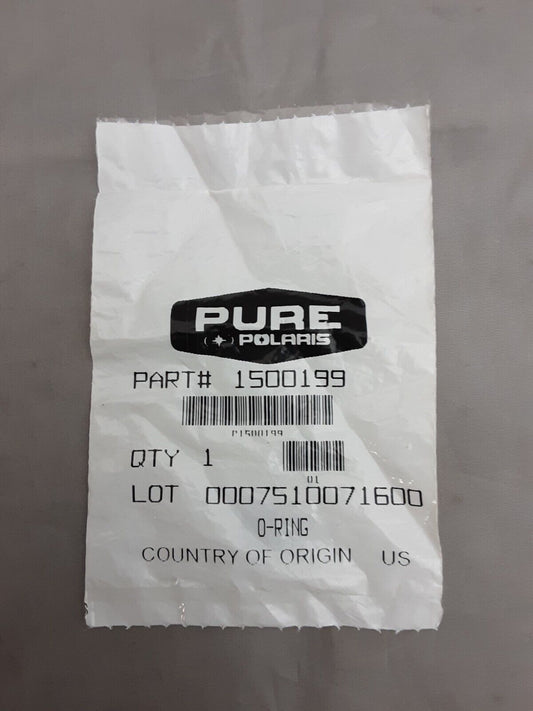 PURE
POLARIS
PART# 1500199
P1500199
QTY 1
01
LOT 0007510071600
O-RING
COUNTRY OF ORIGIN US